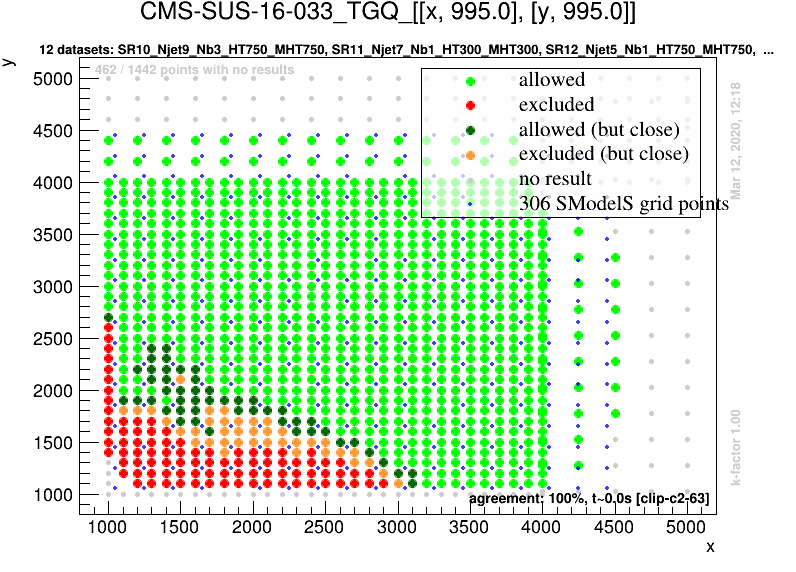 CMS-SUS-16-033_TGQ_[[x, 995.0], [y, 995.0]]
12 datasets: SR10_Njet9_Nb3_HT750_MHT750, SR11_Njet7_Nb1_HT300_MHT300, SR12_Njet5_Nb1_HT750_MHT750, ...
y
462 / 1442 points with no results
allowed
excluded
allowed (but close)
excluded (but close)
no result
306 SModelS grid points
Mar 12, 2020, 12:18
5000
4500
4000
3500
3000
2500
2000
1500
1000
k-factor 1.00
agreement: 100%, t~0.0s [clip-c2-63]
1000 1500 2000 2500 3000 3500 4000 4500 5000
x